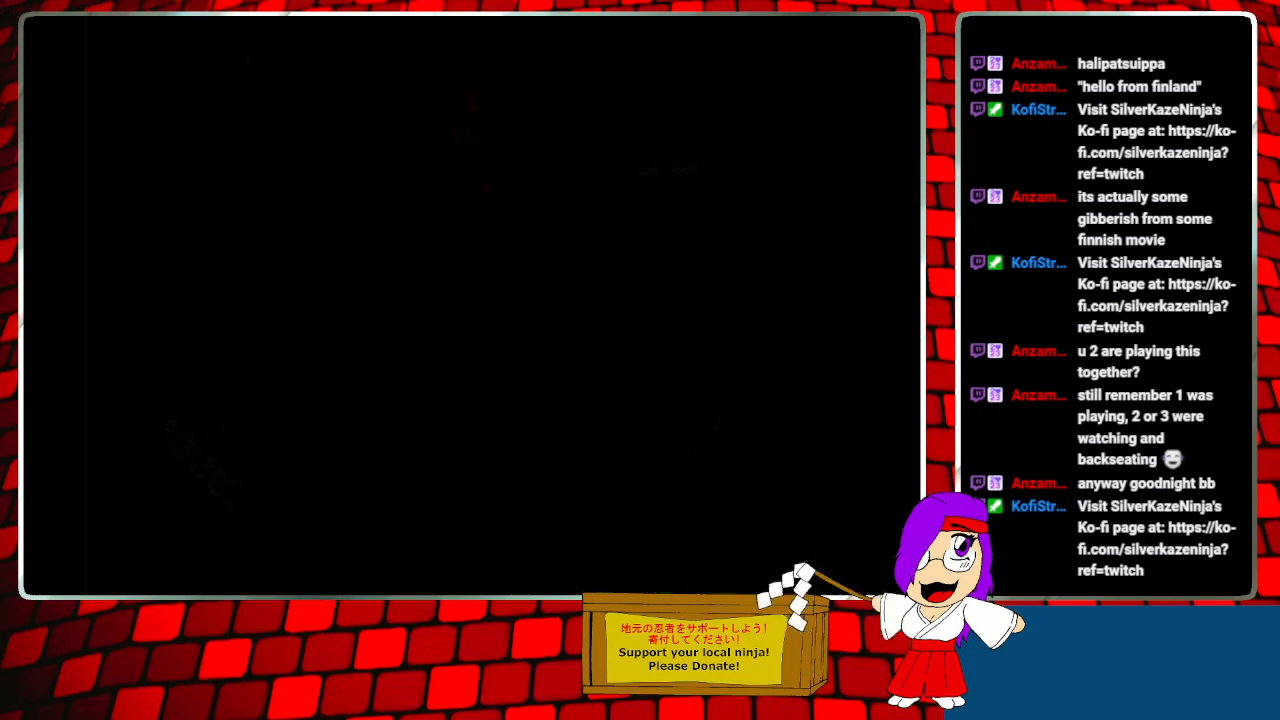 Anzam... halipatsuippa
Anzam... "hello from finland"
KofiStr... Visit SilverKazeNinja's
Ko-fi page at: https://ko-
fi.com/silverkazeninja?
ref=twitch
Anzam... its actually some
gibberish from some
finnish movie
KofiStr... Visit SilverKazeNinja's
Ko-fi page at: https://ko-
fi.com/silverkazeninja?
ref=twitch
Anzam... u 2 are playing this
together?
Anzam... still remember 1 was
playing, 2 or 3 were
watching and
backseating
Anzam... anyway goodnight bb
KofiStr... Visit SilverKazeNinja's
Ko-fi page at: https://ko-
fi.com/silverkazeninja?
ref=twitch
地元の忍者をサポートしよう!
寄付してください!
Support your local ninja!
Please Donate!